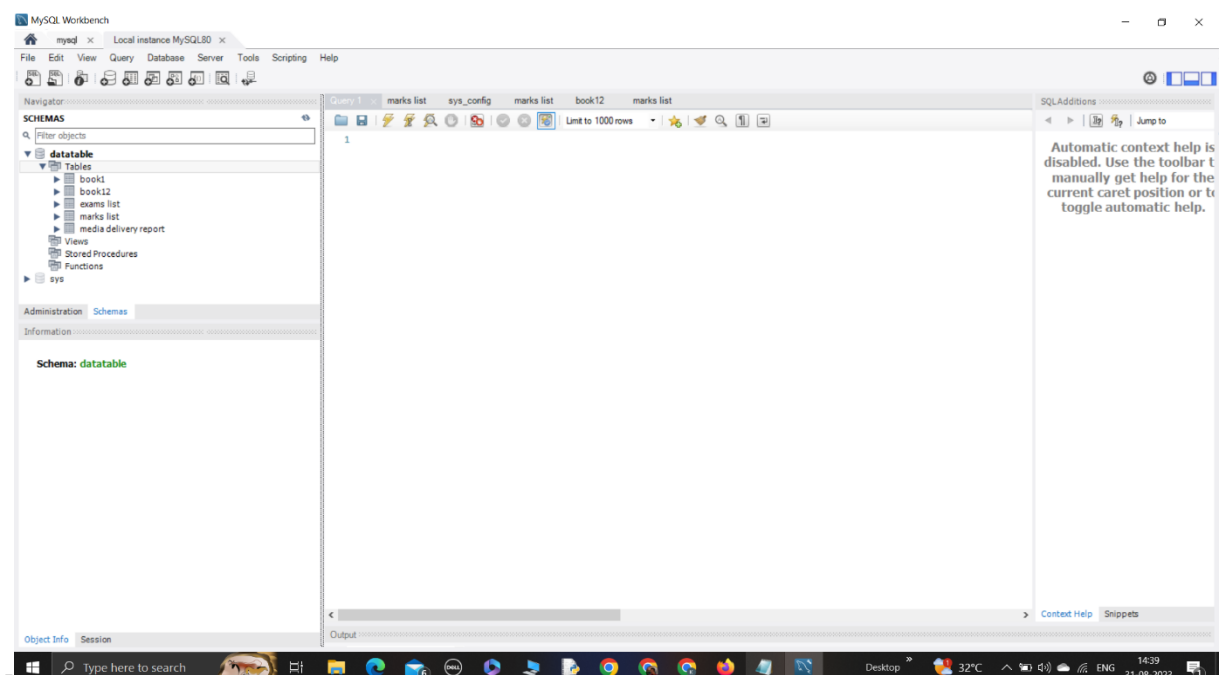 MySQL Workbench
mysql
Local instance MySQL80
File Edit View Query Database Server Tools Scripting Help
Navigator
SCHEMAS
Filter objects
datatable
Tables
book1
book12
exams list
marks list
media delivery report
Views
Stored Procedures
Functions
sys
Administration Schemas
Information
Schema: datatable
Object Info Session
Query 1 marks list sys_config marks list book12 marks list
Limit to 1000 rows
1
Output
SQLAdditions
Jump to
Automatic context help is
disabled. Use the toolbar t
manually get help for the
current caret position or to
toggle automatic help.
Context Help Snippets
Type here to search
DELL
6
Desktop
32°C
ENG
14:39
31-08-2023